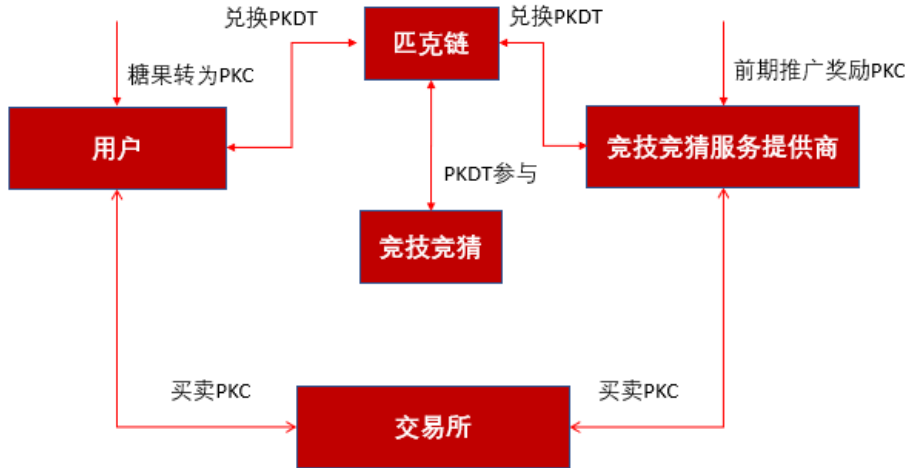 兑换PKDT
匹克链
兑换PKDT
糖果转为PKC
前期推广奖励PKC
用户
竞技竞猜服务提供商
PKDT参与
竞技竞猜
买卖PKC
买卖PKC
交易所